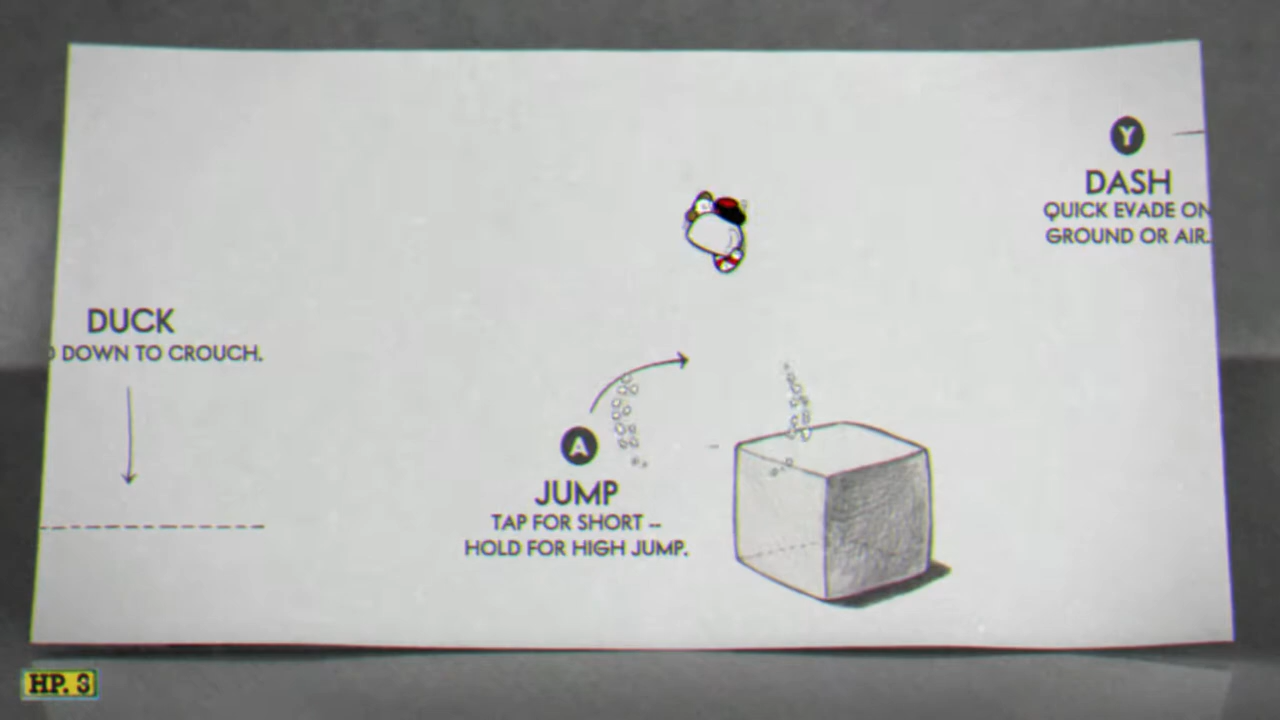 Y
DASH
QUICK EVADE ON
GROUND OR AIR.
DUCK
DOWN TO CROUCH.
A
JUMP
TAP FOR SHORT --
HOLD FOR HIGH JUMP.
HP.